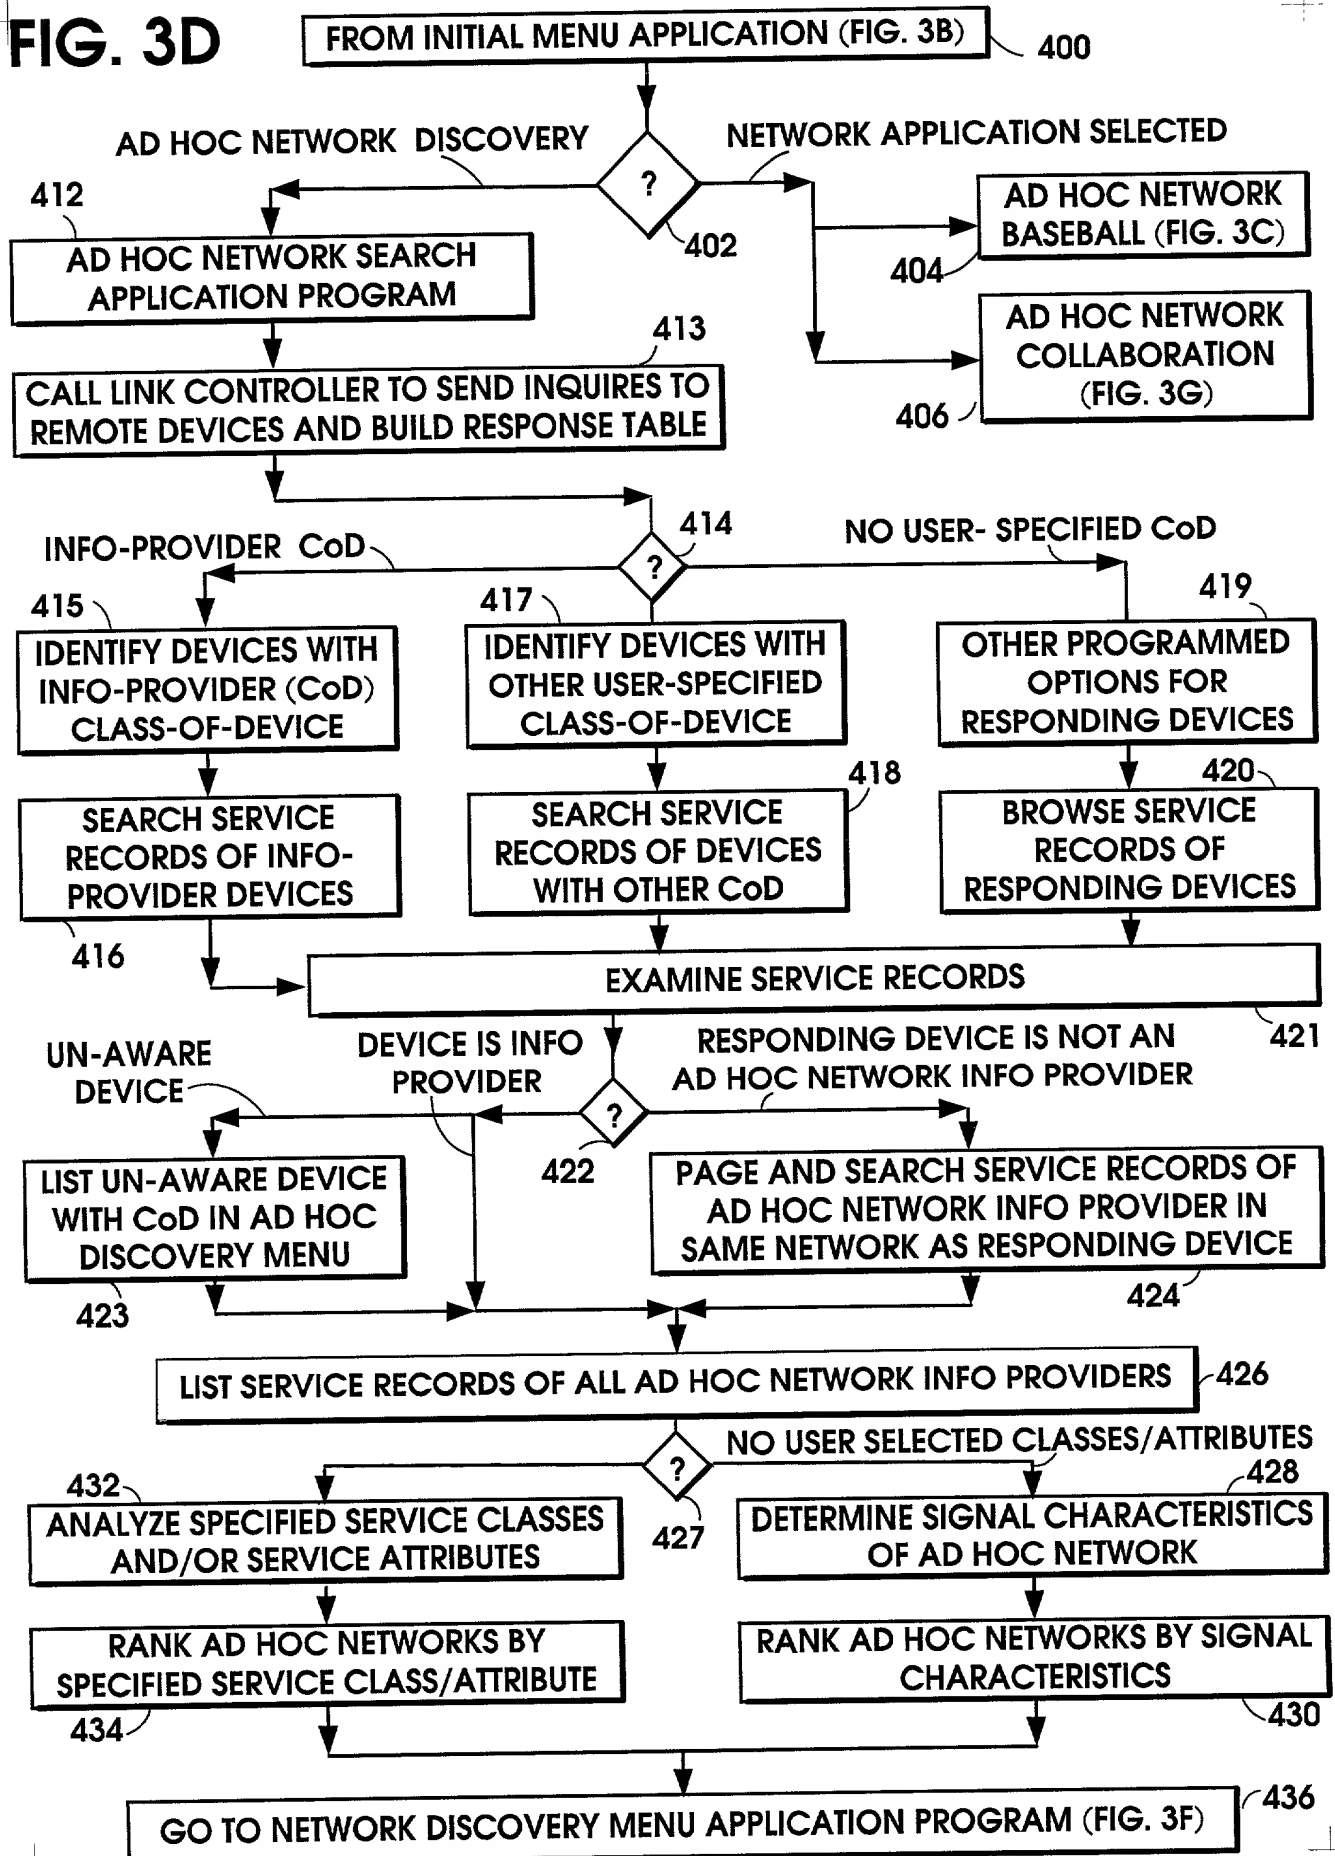 FIG. 3D
FROM INITIAL MENU APPLICATION (FIG. 3B)
400
AD HOC NETWORK DISCOVERY
NETWORK APPLICATION SELECTED
?
402
412
AD HOC NETWORK SEARCH
APPLICATION PROGRAM
AD HOC NETWORK
BASEBALL (FIG. 3C)
404
AD HOC NETWORK
COLLABORATION
(FIG. 3G)
406
413
CALL LINK CONTROLLER TO SEND INQUIRES TO
REMOTE DEVICES AND BUILD RESPONSE TABLE
414
?
INFO-PROVIDER CoD
NO USER- SPECIFIED CoD
415
IDENTIFY DEVICES WITH
INFO-PROVIDER (CoD)
CLASS-OF-DEVICE
417
IDENTIFY DEVICES WITH
OTHER USER-SPECIFIED
CLASS-OF-DEVICE
419
OTHER PROGRAMMED
OPTIONS FOR
RESPONDING DEVICES
SEARCH SERVICE
RECORDS OF INFO-
PROVIDER DEVICES
416
418
SEARCH SERVICE
RECORDS OF DEVICES
WITH OTHER CoD
420
BROWSE SERVICE
RECORDS OF
RESPONDING DEVICES
EXAMINE SERVICE RECORDS
421
UN-AWARE
DEVICE
DEVICE IS INFO
PROVIDER
RESPONDING DEVICE IS NOT AN
AD HOC NETWORK INFO PROVIDER
?
422
LIST UN-AWARE DEVICE
WITH CoD IN AD HOC
DISCOVERY MENU
423
PAGE AND SEARCH SERVICE RECORDS OF
AD HOC NETWORK INFO PROVIDER IN
SAME NETWORK AS RESPONDING DEVICE
424
LIST SERVICE RECORDS OF ALL AD HOC NETWORK INFO PROVIDERS
426
?
427
NO USER SELECTED CLASSES/ATTRIBUTES
432
ANALYZE SPECIFIED SERVICE CLASSES
AND/OR SERVICE ATTRIBUTES
428
DETERMINE SIGNAL CHARACTERISTICS
OF AD HOC NETWORK
RANK AD HOC NETWORKS BY
SPECIFIED SERVICE CLASS/ATTRIBUTE
434
RANK AD HOC NETWORKS BY SIGNAL
CHARACTERISTICS
430
GO TO NETWORK DISCOVERY MENU APPLICATION PROGRAM (FIG. 3F)
436